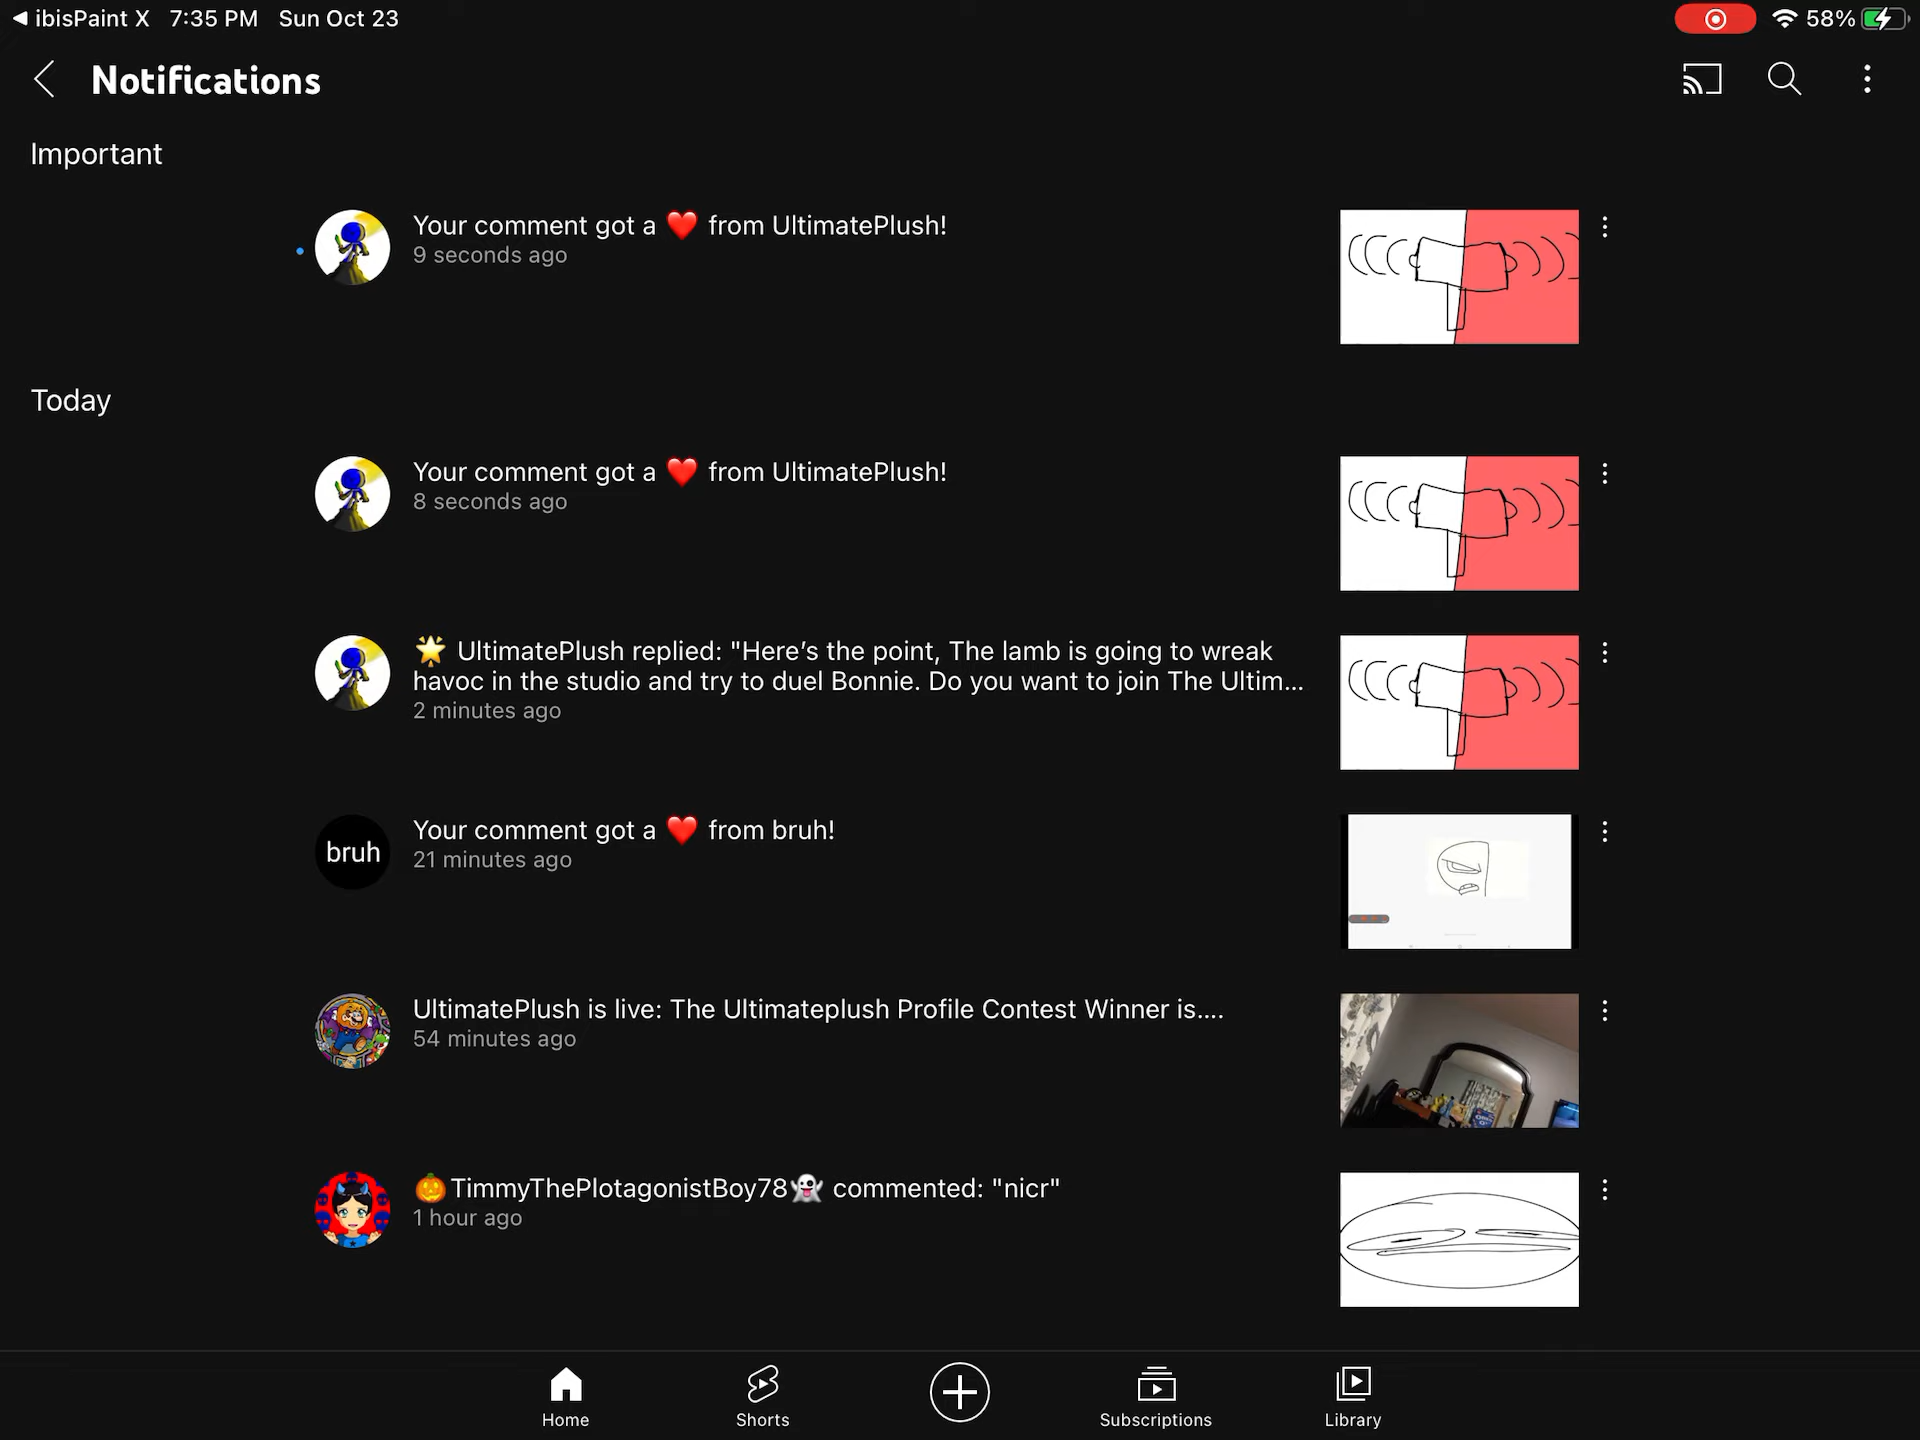 ibisPaint X 7:35 PM Sun Oct 23 58%
Notifications
Important
Your comment got a ❤️ from UltimatePlush!
9 seconds ago
Today
Your comment got a ❤️ from UltimatePlush!
8 seconds ago
🌟 UltimatePlush replied: "Here’s the point, The lamb is going to wreak
havoc in the studio and try to duel Bonnie. Do you want to join The Ultim...
2 minutes ago
bruh
Your comment got a ❤️ from bruh!
21 minutes ago
UltimatePlush is live: The Ultimateplush Profile Contest Winner is....
54 minutes ago
🎃TimmyThePlotagonistBoy78👻 commented: "nicr"
1 hour ago
Home Shorts Subscriptions Library